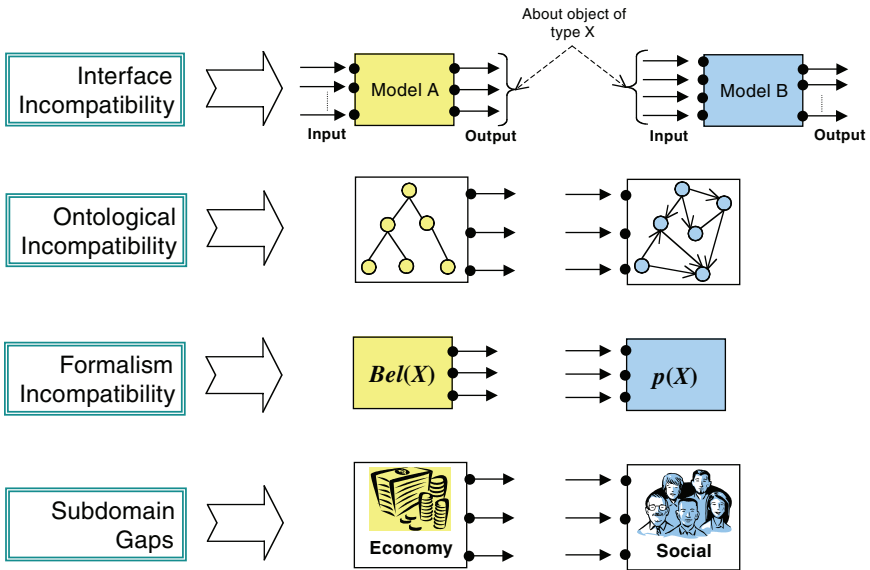 About object of
type X
Interface
Incompatibility
Model A
Model B
Input
Output
Input
Output
Ontological
Incompatibility
Formalism
Incompatibility
Bel(X)
p(X)
Subdomain
Gaps
Economy
Social